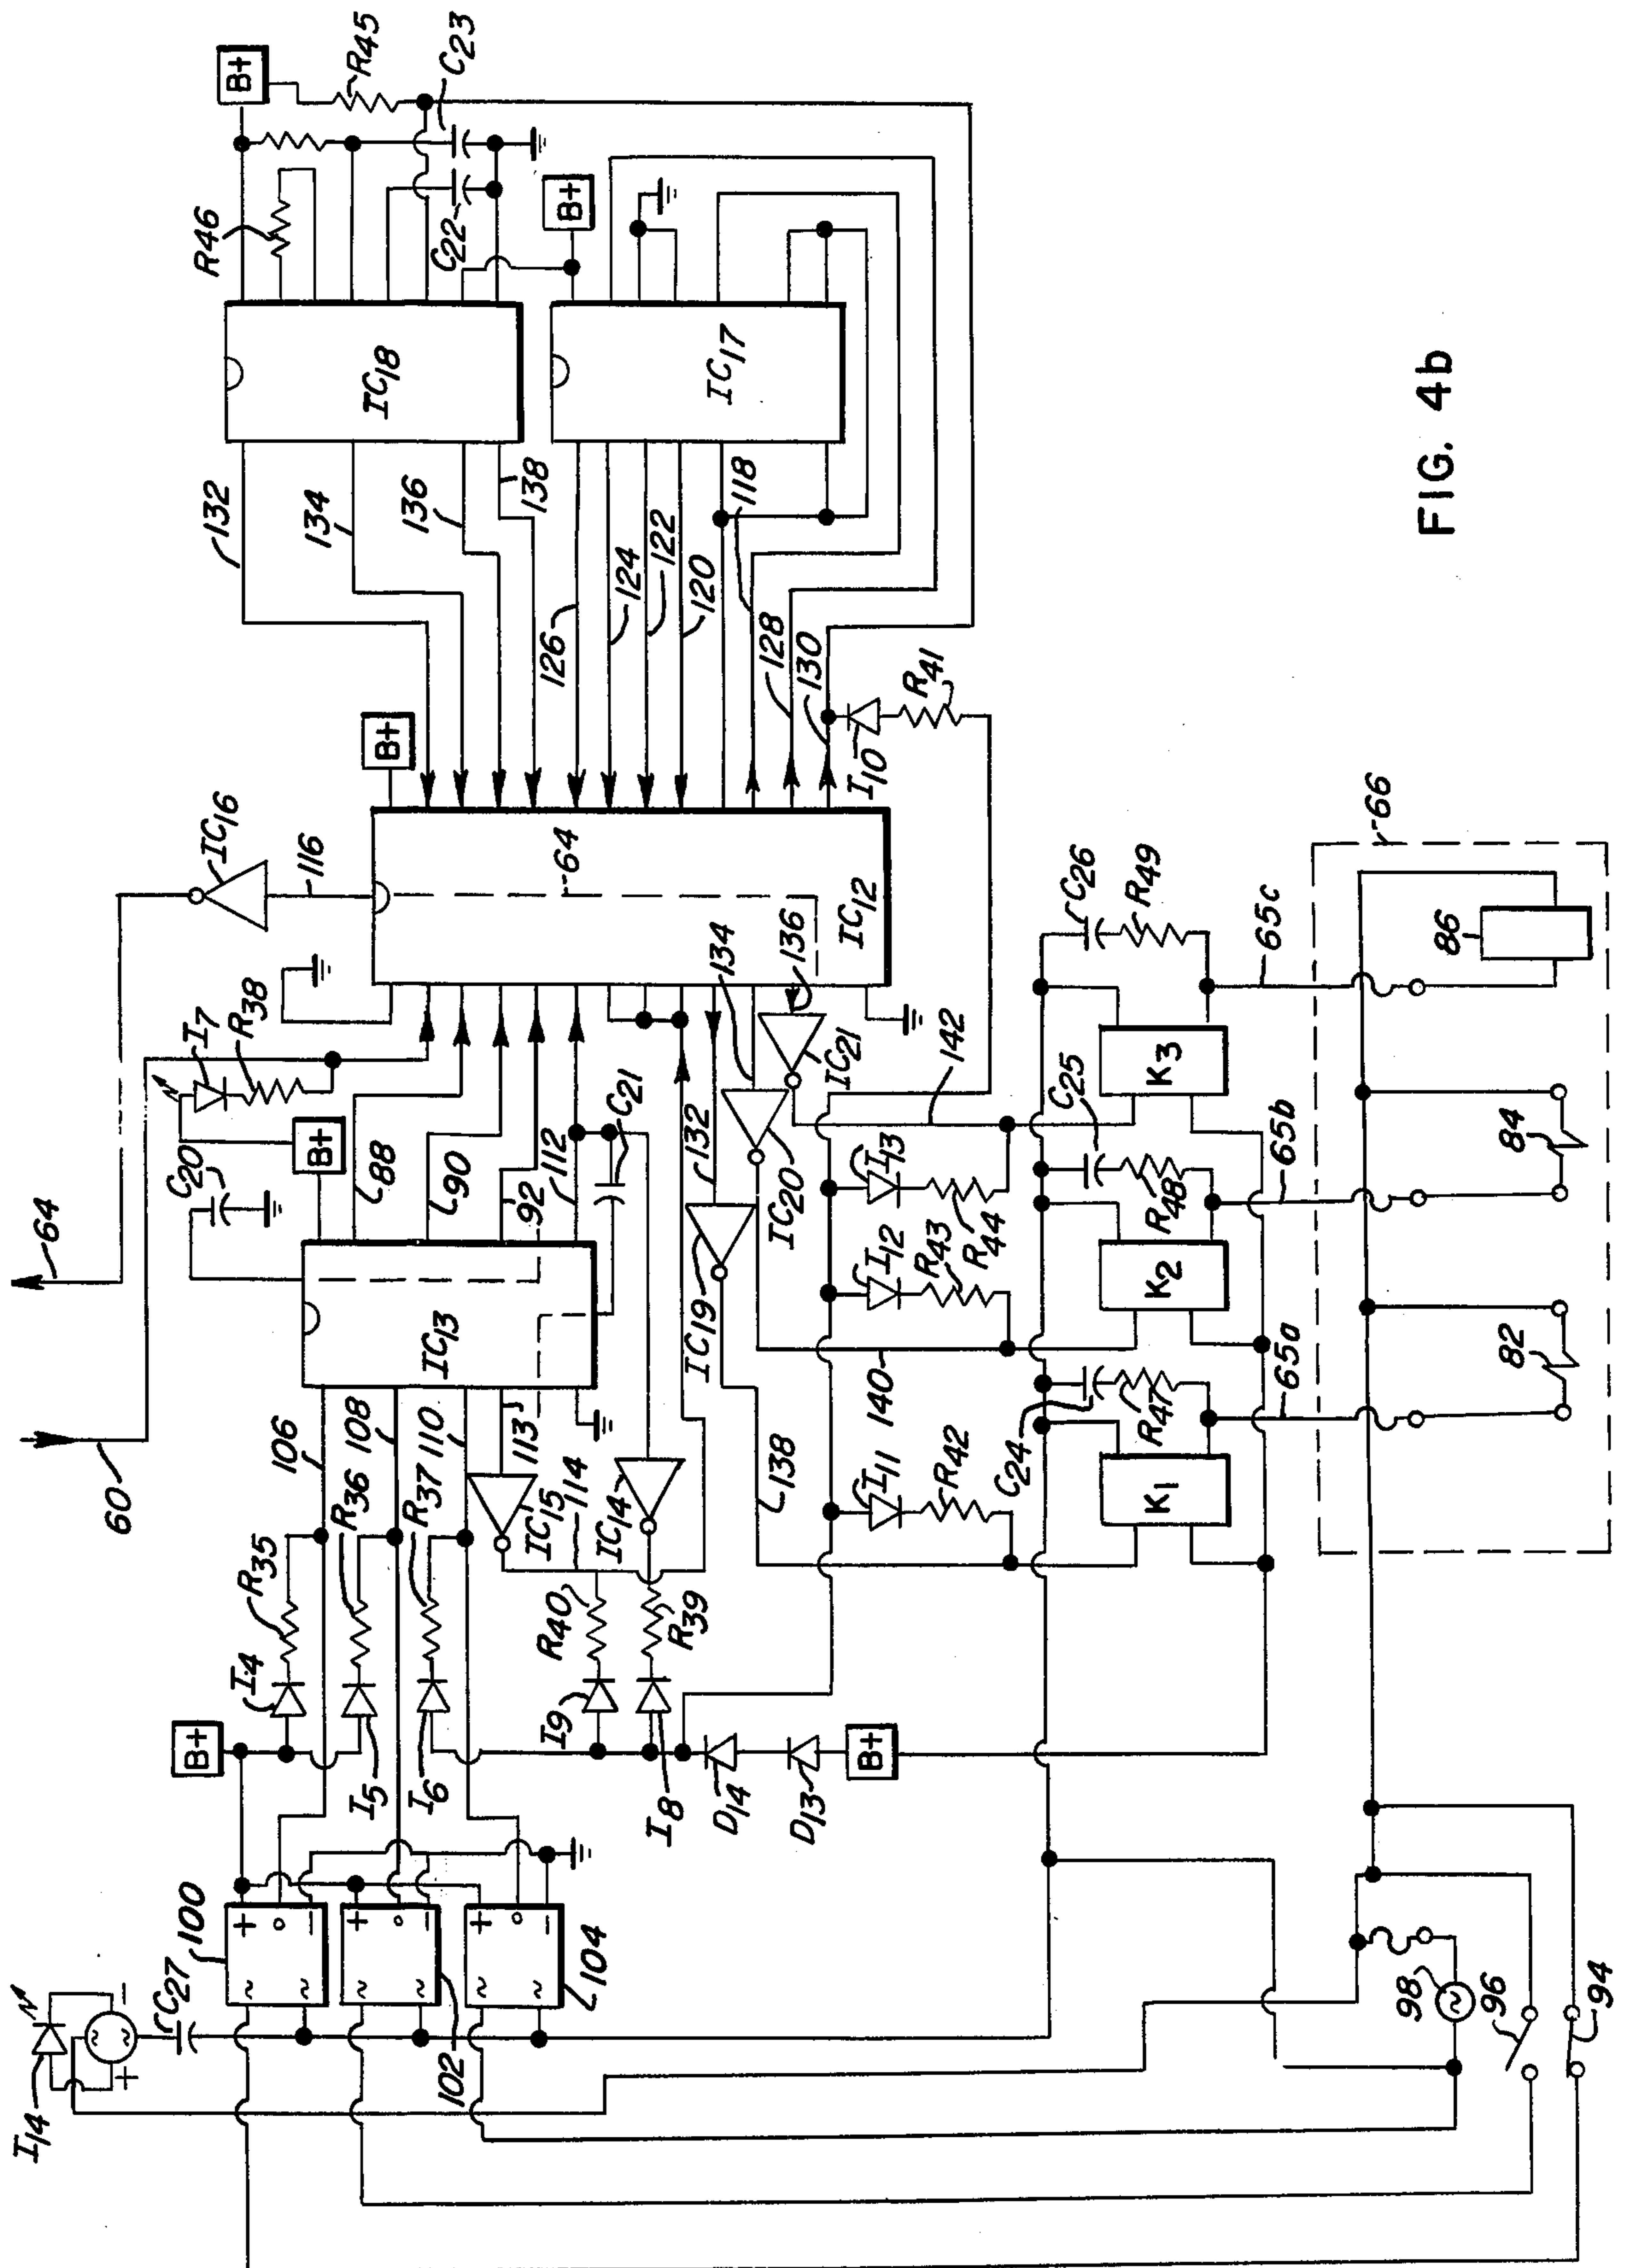 I14
C27
100
102
104
B+
I4
R35
I5
R36
I6
R37
106
108
110
60
64
C20
B+
I7
R38
88
90
92
112
C21
IC13
113
IC15
114
IC14
R40
R39
I9
I8
D14
D13
B+
IC16
116
B+
64
IC12
132
134
136
138
126
124
122
120
118
128
130
I10
R41
IC18
IC17
R46
B+
R45
C23
C22
B+
132
134
136
IC19
IC20
IC21
138
140
142
I11
R42
I12
R43
I13
R44
C24
R47
C25
R48
C26
R49
K1
K2
K3
65a
65b
65c
66
82
84
86
98
96
94
FIG. 4b